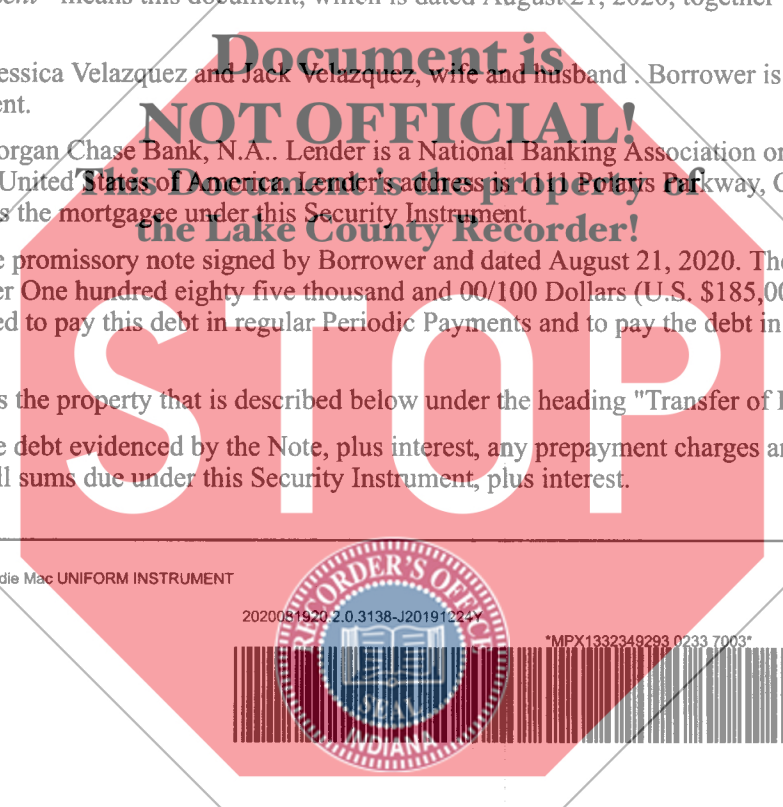 ent" means this document, which is dated August 21, 2020, together
Document is
essica Velazquez and Jack Velazquez, wife and husband . Borrower is
ent.
NOT OFFICIAL!
organ Chase Bank, N.A.. Lender is a National Banking Association or
United States of America. Lender's address is 1111 Polaris Parkway, C
This Document is the property of
s the mortgagee under this Security Instrument.
the Lake County Recorder!
e promissory note signed by Borrower and dated August 21, 2020. The
er One hundred eighty five thousand and 00/100 Dollars (U.S. $185,00
ed to pay this debt in regular Periodic Payments and to pay the debt in
STOP
s the property that is described below under the heading "Transfer of
e debt evidenced by the Note, plus interest, any prepayment charges a
ll sums due under this Security Instrument, plus interest.
die Mac UNIFORM INSTRUMENT
RECORDER'S OFFICE
2020081920.2.0.3138-J20191224Y
*MPX1332349293 0233 7003*
SEAL
INDIANA